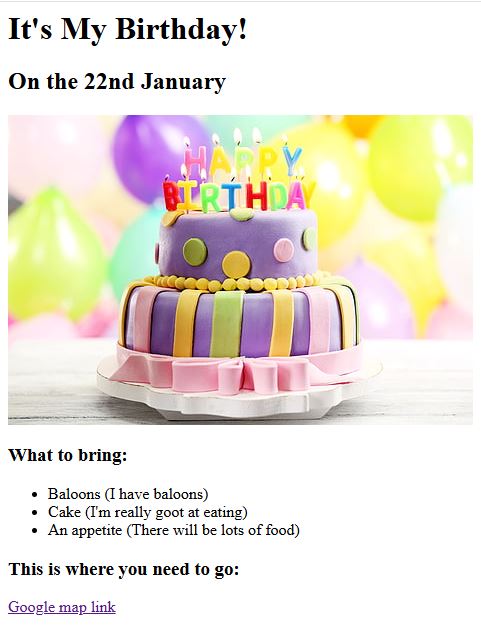 It's My Birthday!
On the 22nd January
HAPPY
BIRTHDAY
What to bring:
Baloons (I have baloons)
Cake (I'm really goot at eating)
An appetite (There will be lots of food)
This is where you need to go:
Google map link